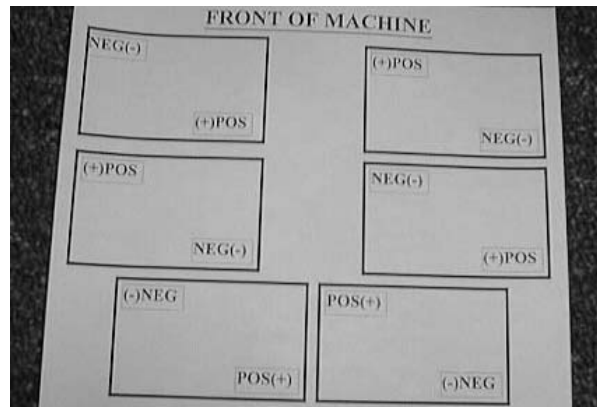 FRONT OF MACHINE
NEG(-)
(+)POS
(+)POS
NEG(-)
(+)POS
NEG(-)
NEG(-)
(+)POS
(-)NEG
POS(+)
POS(+)
(-)NEG